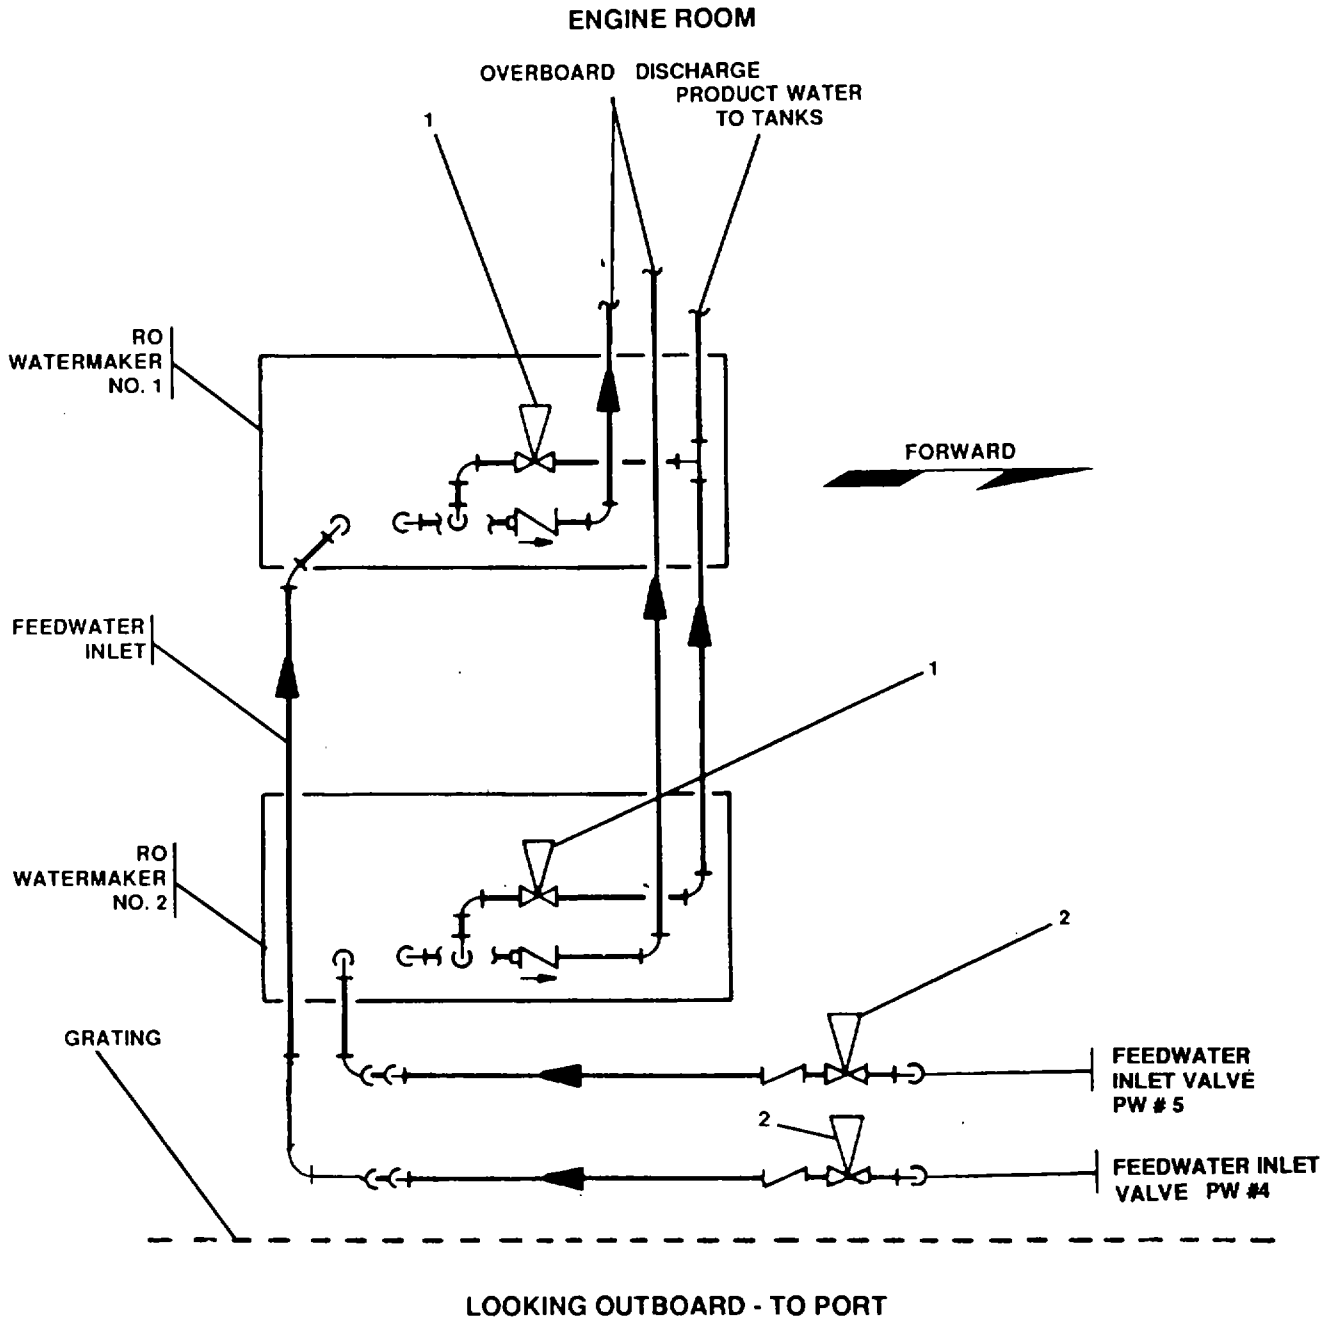 ENGINE ROOM
OVERBOARD DISCHARGE
PRODUCT WATER
TO TANKS
1
RO
WATERMAKER
NO. 1
FORWARD
FEEDWATER
INLET
1
RO
WATERMAKER
NO. 2
2
GRATING
FEEDWATER
INLET VALVE
PW # 5
2
FEEDWATER INLET
VALVE PW #4
LOOKING OUTBOARD - TO PORT